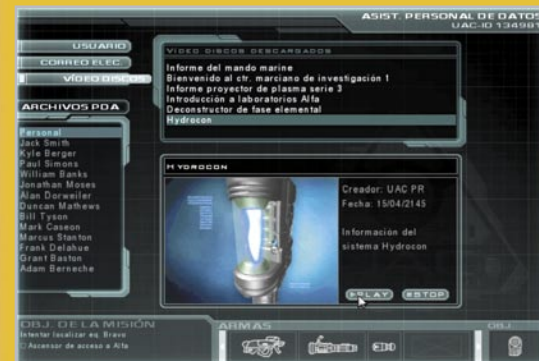 ASIST. PERSONAL DE DATOS
UAC-ID 134981
USUARIO
CORREO ELEC.
VÍDEO DISCOS
ARCHIVOS PDA
Personal
Jack Smith
Kyle Berger
Paul Simons
William Banks
Jonathan Moses
Alan Dorweiler
Duncan Mathews
Bill Tyson
Mark Caseon
Marcus Stanton
Frank Delahue
Grant Baston
Adam Berneche
VÍDEO DISCOS DESCARGADOS
Informe del mando marine
Bienvenido al ctr. marciano de investigación 1
Informe proyector de plasma serie 3
Introducción a laboratorios Alfa
Deconstructor de fase elemental
Hydrocon
HYDROCON
Creador: UAC PR
Fecha: 15/04/2145
Información del
sistema Hydrocon
PLAY
STOP
OBJ. DE LA MISIÓN
Intentar localizar eq. Bravo
Ascensor de acceso a Alfa
ARMAS
OBJ.